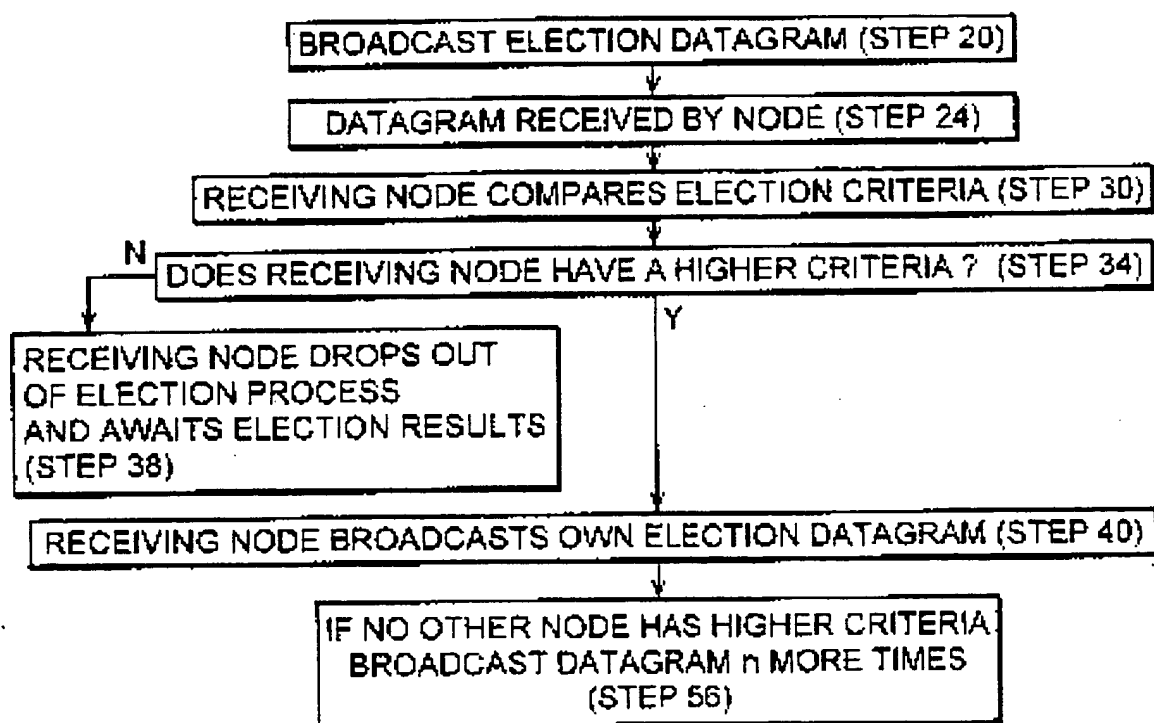 BROADCAST ELECTION DATAGRAM (STEP 20)
DATAGRAM RECEIVED BY NODE (STEP 24)
RECEIVING NODE COMPARES ELECTION CRITERIA (STEP 30)
N
DOES RECEIVING NODE HAVE A HIGHER CRITERIA ? (STEP 34)
Y
RECEIVING NODE DROPS OUT
OF ELECTION PROCESS
AND AWAITS ELECTION RESULTS
(STEP 38)
RECEIVING NODE BROADCASTS OWN ELECTION DATAGRAM (STEP 40)
IF NO OTHER NODE HAS HIGHER CRITERIA
BROADCAST DATAGRAM n MORE TIMES
(STEP 56)